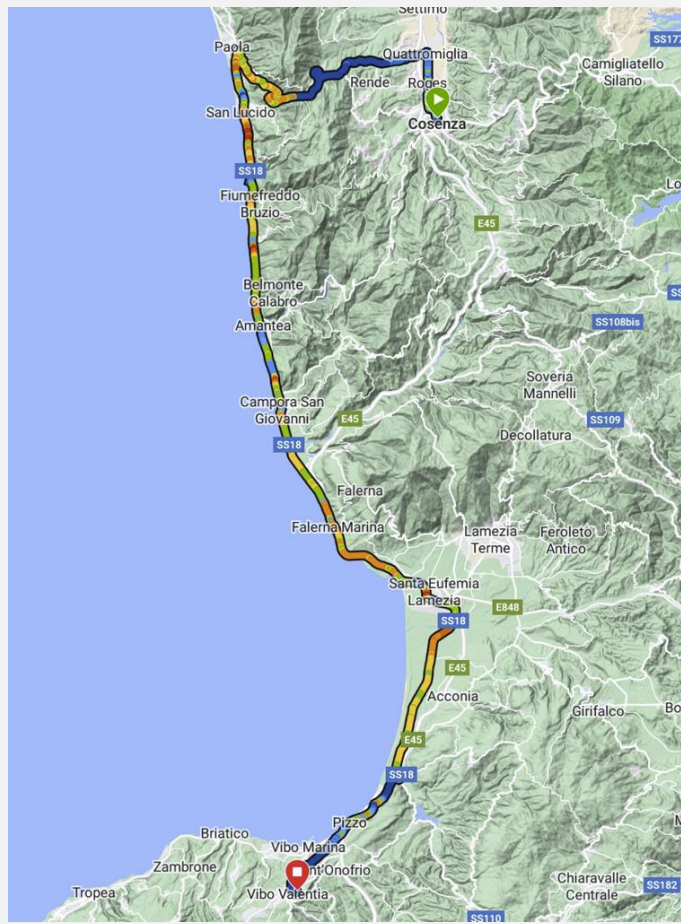 Settimo
SS177
Paola
Quattromiglia
Camigliatello
Silano
Rende
Roges
San Lucido
Cosenza
SS18
Lo
Fiumefreddo
Bruzio
E45
Belmonte
Calabro
SS
Amantea
SS108bis
Soveria
Mannelli
Campora San
Giovanni
E45
SS109
SS18
Decollatura
Falerna
Falerna Marina
Lamezia
Terme
Feroleto
Antico
Santa Eufemia
Lamezia
E848
SS18
E45
Acconia
Girifalco
Bo
E45
SS18
Pizzo
Briatico
Vibo Marina
Zambrone
nt'Onofrio
Chiaravalle
Centrale
SS182
Tropea
Vibo Valentia
SS110